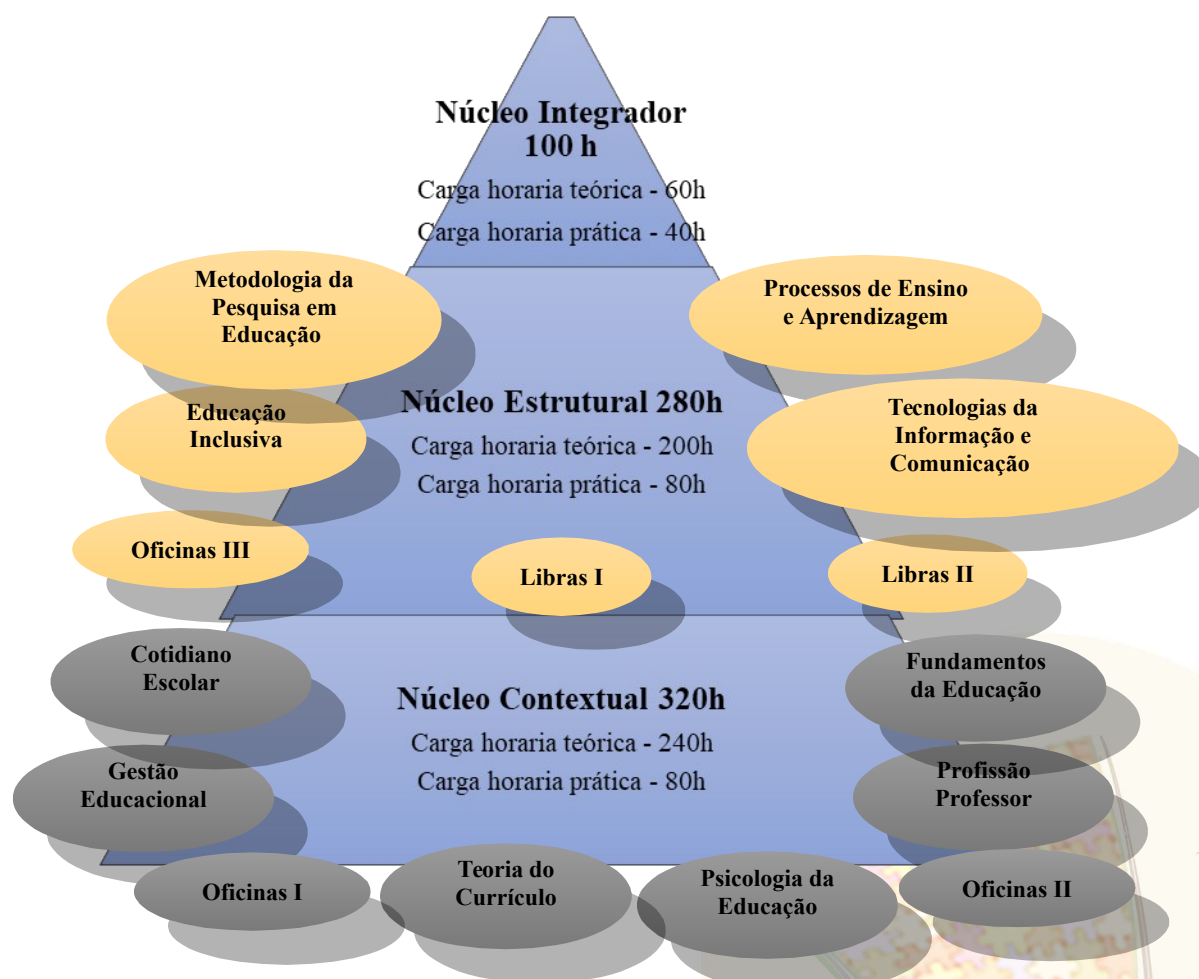 Núcleo Integrador
100 h
Carga horaria teórica - 60h
Carga horaria prática - 40h
Metodologia da
Pesquisa em
Educação
Processos de Ensino
e Aprendizagem
Núcleo Estrutural 280h
Carga horaria teórica - 200h
Carga horaria prática - 80h
Educação
Inclusiva
Tecnologias da
Informação e
Comunicação
Oficinas III
Libras I
Libras II
Cotidiano
Escolar
Fundamentos
da Educação
Núcleo Contextual 320h
Carga horaria teórica - 240h
Carga horaria prática - 80h
Gestão
Educacional
Profissão
Professor
Oficinas I
Teoria do
Currículo
Psicologia da
Educação
Oficinas II